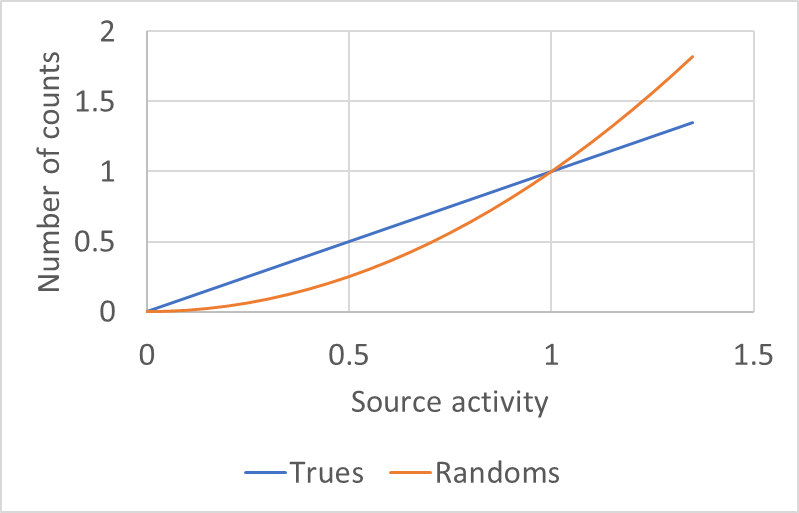 2
1.5
1
0.5
0
Number of counts
0 0.5 1 1.5
Source activity
Trues Randoms